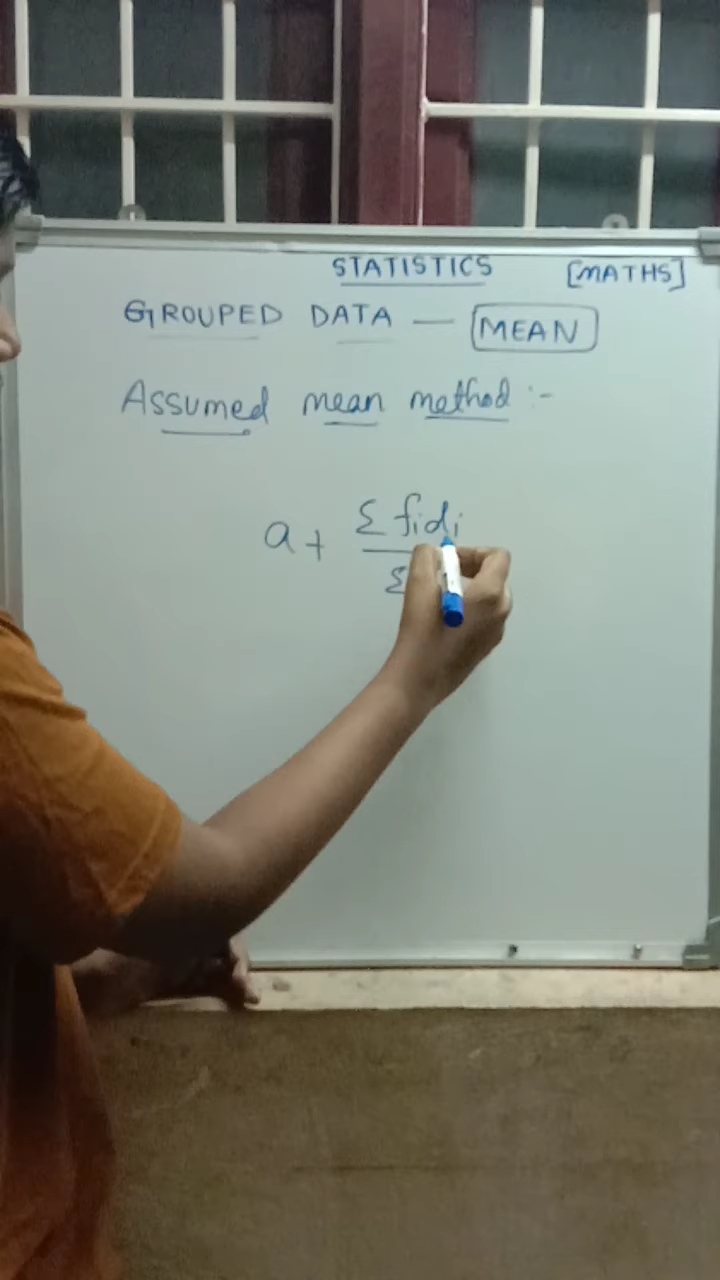 STATISTICS [MATHS]
GROUPED DATA — MEAN
Assumed mean method :-
a + Σ fidi
Σ